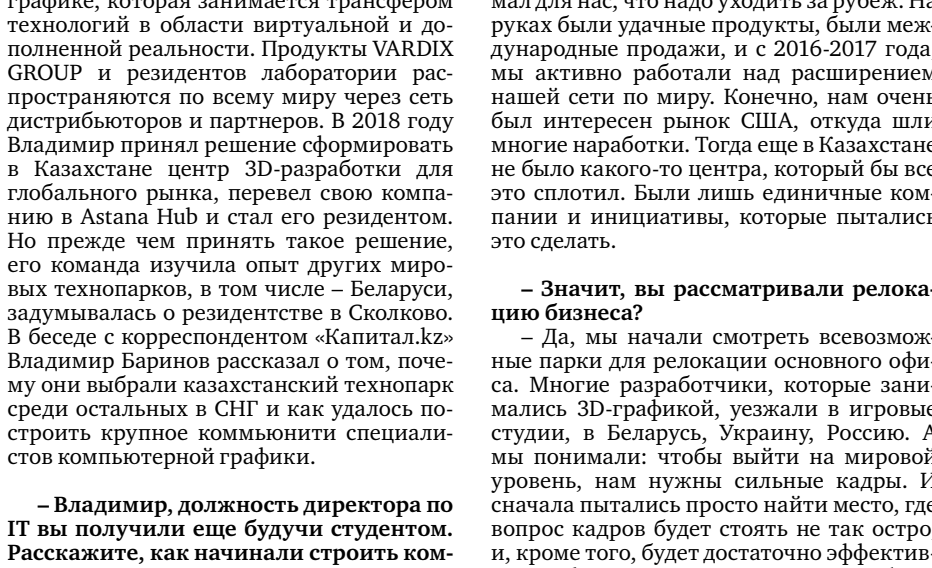 графике, которая занимается трансфером
технологий в области виртуальной и до-
полненной реальности. Продукты VARDIX
GROUP и резидентов лаборатории рас-
пространяются по всему миру через сеть
дистрибьюторов и партнеров. В 2018 году
Владимир принял решение сформировать
в Казахстане центр 3D-разработки для
глобального рынка, перевел свою компа-
нию в Astana Hub и стал его резидентом.
Но прежде чем принять такое решение,
его команда изучила опыт других миро-
вых технопарков, в том числе – Беларуси,
задумывалась о резидентстве в Сколково.
В беседе с корреспондентом «Капитал.kz»
Владимир Баринов рассказал о том, поче-
му они выбрали казахстанский технопарк
среди остальных в СНГ и как удалось по-
строить крупное коммьюнити специали-
стов компьютерной графики.
– Владимир, должность директора по
IT вы получили еще будучи студентом.
Расскажите, как начинали строить ком-
мал для нас, что надо уходить за рубеж. На
руках были удачные продукты, были меж-
дународные продажи, и с 2016-2017 года
мы активно работали над расширением
нашей сети по миру. Конечно, нам очень
был интересен рынок США, откуда шли
многие наработки. Тогда еще в Казахстане
не было какого-то центра, который бы все
это сплотил. Были лишь единичные ком-
пании и инициативы, которые пытались
это сделать.
– Значит, вы рассматривали релока-
цию бизнеса?
– Да, мы начали смотреть всевозмож-
ные парки для релокации основного офи-
са. Многие разработчики, которые зани-
мались 3D-графикой, уезжали в игровые
студии, в Беларусь, Украину, Россию. А
мы понимали: чтобы выйти на мировой
уровень, нам нужны сильные кадры. И
сначала пытались просто найти место, где
вопрос кадров будет стоять не так остро
и, кроме того, будет достаточно эффектив-